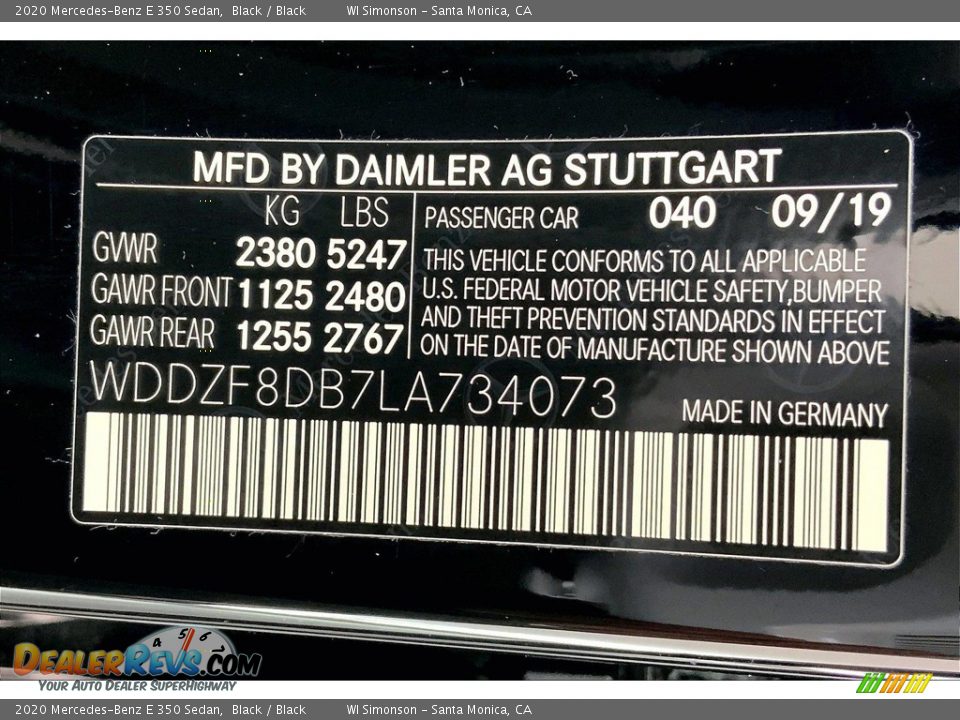 2020 Mercedes-Benz E 350 Sedan, Black / Black WI Simonson - Santa Monica, CA
MFD BY DAIMLER AG STUTTGART
KG LBS
GVWR 2380 5247
GAWR FRONT 1125 2480
GAWR REAR 1255 2767
PASSENGER CAR 040 09/19
THIS VEHICLE CONFORMS TO ALL APPLICABLE
U.S. FEDERAL MOTOR VEHICLE SAFETY,BUMPER
AND THEFT PREVENTION STANDARDS IN EFFECT
ON THE DATE OF MANUFACTURE SHOWN ABOVE
WDDZF8DB7LA734073
MADE IN GERMANY
4 5 6
DEALERREVS.COM
YOUR AUTO DEALER SUPERHIGHWAY
2020 Mercedes-Benz E 350 Sedan, Black / Black WI Simonson - Santa Monica, CA